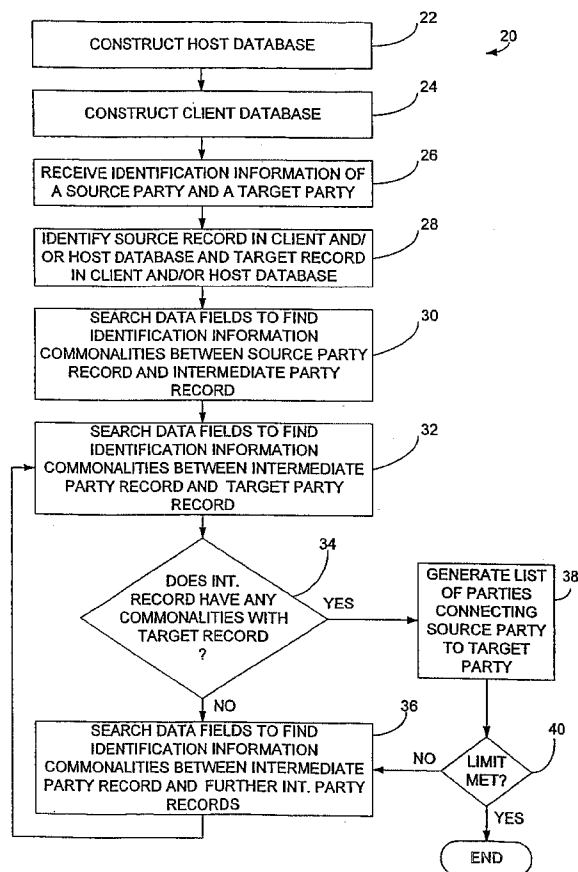 22
CONSTRUCT HOST DATABASE
20
24
CONSTRUCT CLIENT DATABASE
26
RECEIVE IDENTIFICATION INFORMATION OF
A SOURCE PARTY AND A TARGET PARTY
28
IDENTIFY SOURCE RECORD IN CLIENT AND/
OR HOST DATABASE AND TARGET RECORD
IN CLIENT AND/OR HOST DATABASE
30
SEARCH DATA FIELDS TO FIND
IDENTIFICATION INFORMATION
COMMONALITIES BETWEEN SOURCE PARTY
RECORD AND INTERMEDIATE PARTY
RECORD
32
SEARCH DATA FIELDS TO FIND
IDENTIFICATION INFORMATION
COMMONALITIES BETWEEN INTERMEDIATE
PARTY RECORD AND TARGET PARTY
RECORD
34
DOES INT.
RECORD HAVE ANY
COMMONALITIES WITH
TARGET RECORD
?
YES
NO
38
GENERATE LIST
OF PARTIES
CONNECTING
SOURCE PARTY
TO TARGET
PARTY
36
SEARCH DATA FIELDS TO FIND
IDENTIFICATION INFORMATION
COMMONALITIES BETWEEN INTERMEDIATE
PARTY RECORD AND FURTHER INT. PARTY
RECORDS
40
LIMIT
MET?
NO
YES
END